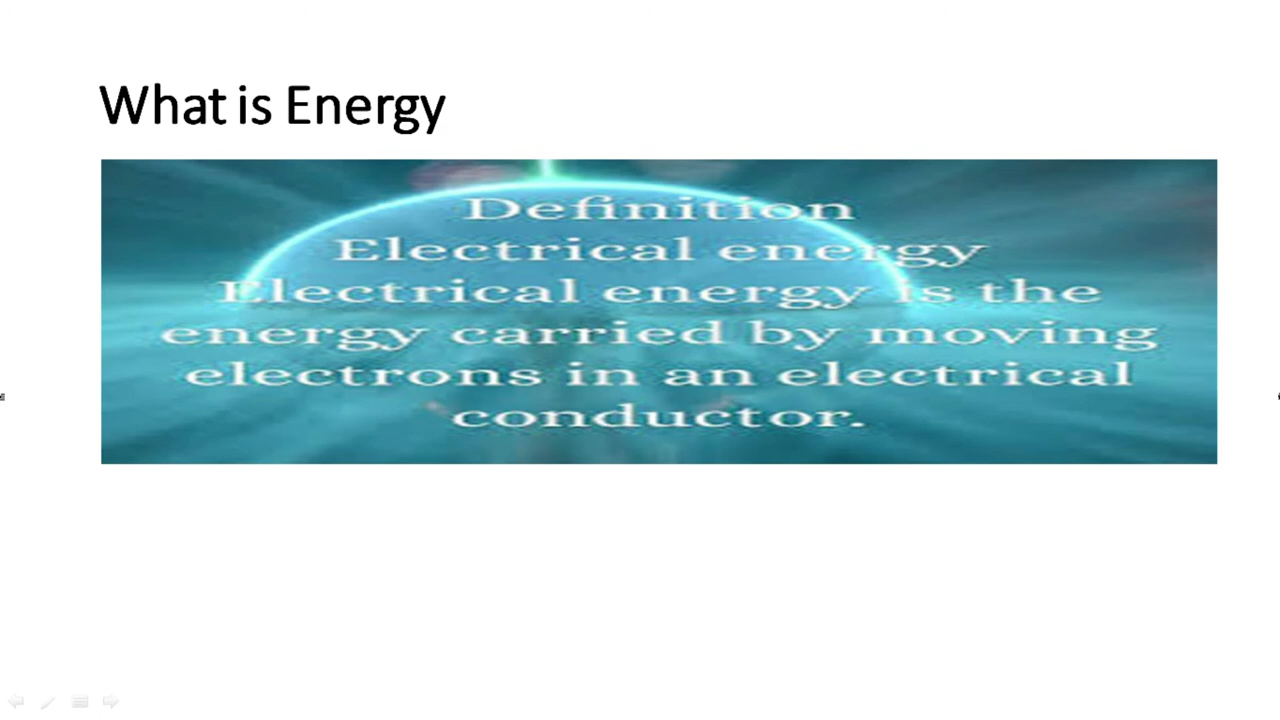 What is Energy
Definition
Electrical energy
Electrical energy is the
energy carried by moving
electrons in an electrical
conductor.